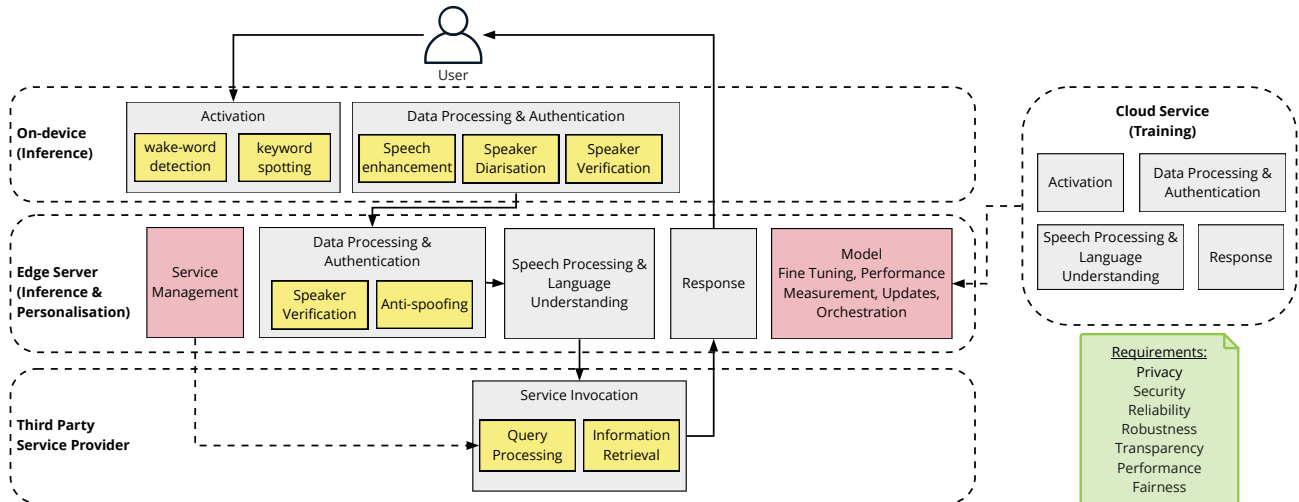 User
On-device
(Inference)
Activation
wake-word
detection
keyword
spotting
Data Processing & Authentication
Speech
enhancement
Speaker
Diarisation
Speaker
Verification
Edge Server
(Inference &
Personalisation)
Service
Management
Data Processing &
Authentication
Speaker
Verification
Anti-spoofing
Speech Processing &
Language
Understanding
Response
Model
Fine Tuning, Performance
Measurement, Updates,
Orchestration
Third Party
Service Provider
Service Invocation
Query
Processing
Information
Retrieval
Cloud Service
(Training)
Activation
Data Processing &
Authentication
Speech Processing &
Language
Understanding
Response
Requirements:
Privacy
Security
Reliability
Robustness
Transparency
Performance
Fairness